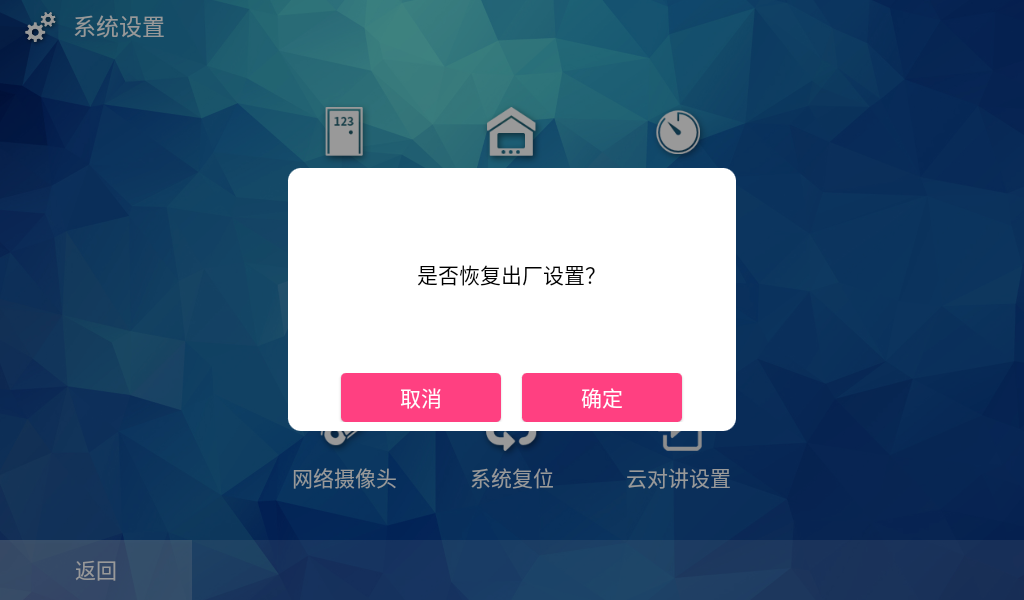 系统设置
123
是否恢复出厂设置?
取消
确定
网络摄像头
系统复位
云对讲设置
返回